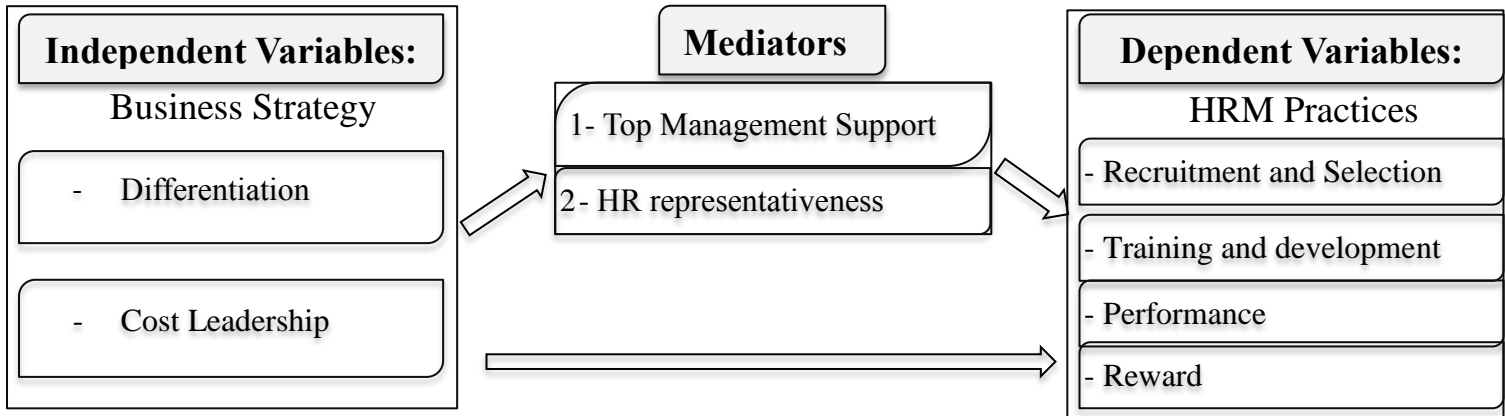 Independent Variables:
Business Strategy
- Differentiation
- Cost Leadership
Mediators
1- Top Management Support
2- HR representativeness
Dependent Variables:
HRM Practices
- Recruitment and Selection
- Training and development
- Performance
- Reward